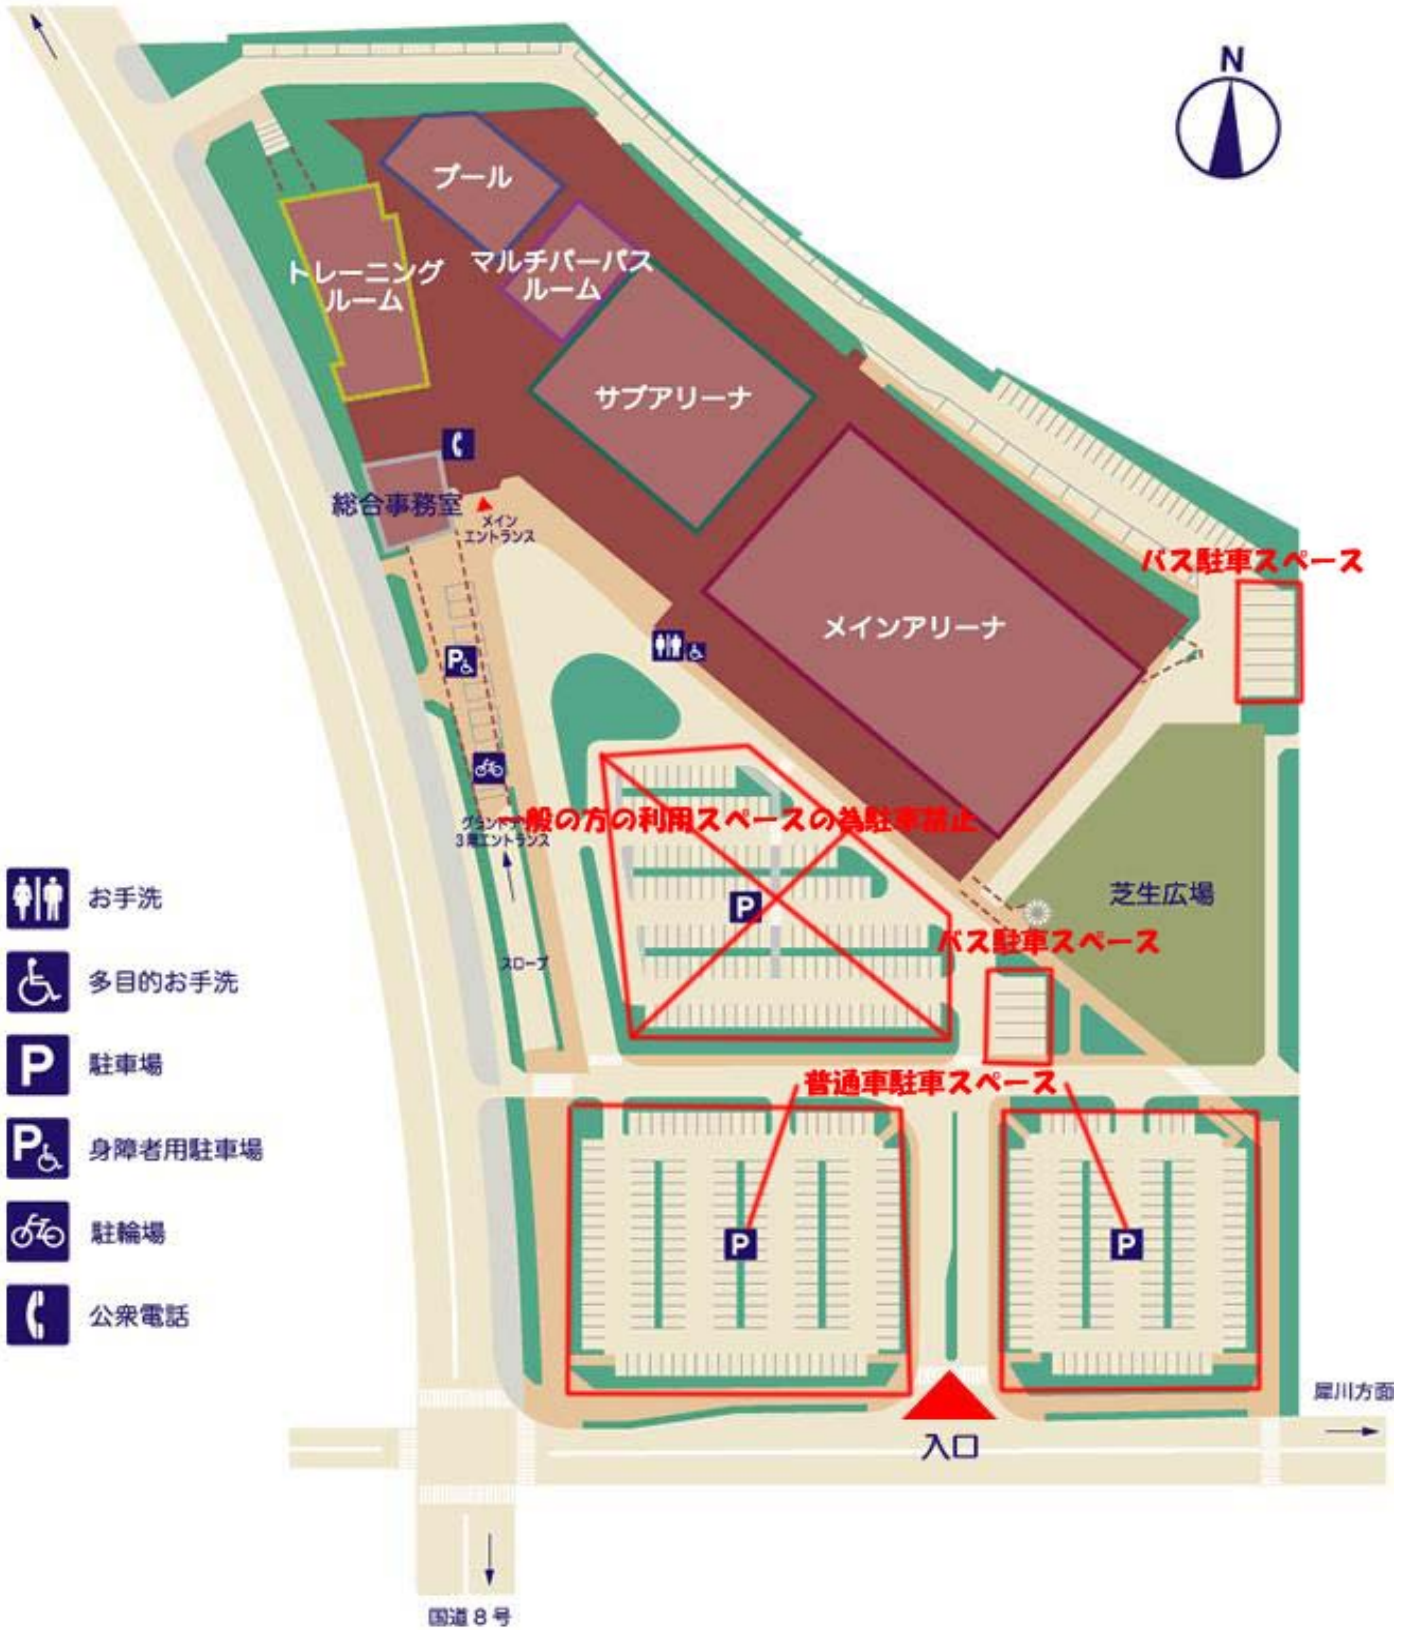 N
プール
マルチパーパス
ルーム
トレーニング
ルーム
サブアリーナ
総合事務室
メイン
エントランス
バス駐車スペース
メインアリーナ
P
一般の方の利用スペースの為駐車禁止
3階エントランス
P
芝生広場
バス駐車スペース
スロープ
普通車駐車スペース
P
P
お手洗
多目的お手洗
P
駐車場
P
身障者用駐車場
駐輪場
公衆電話
犀川方面
入口
国道8号